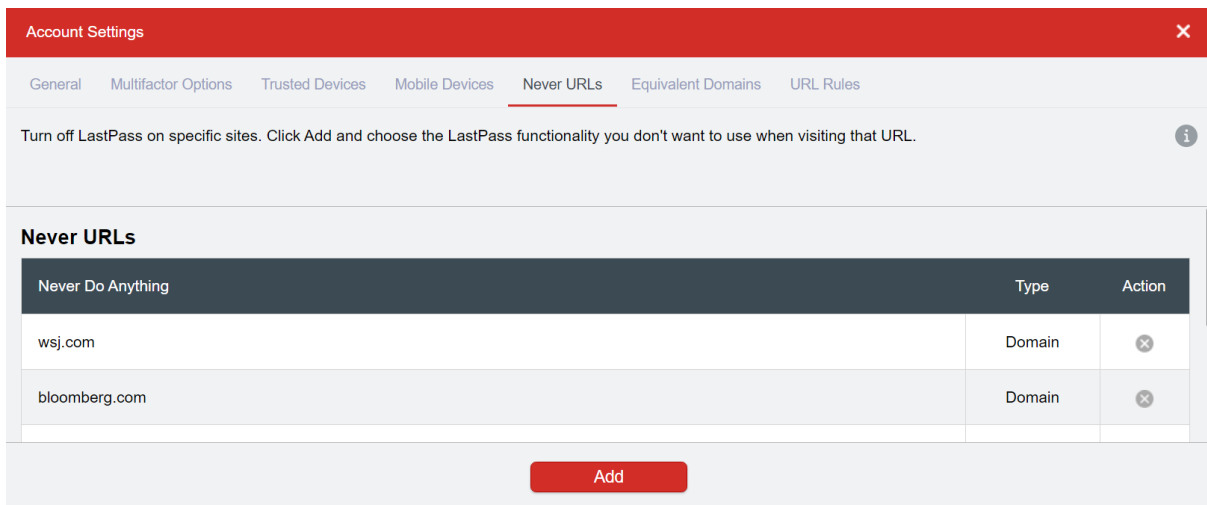 Account Settings
General Multifactor Options Trusted Devices Mobile Devices Never URLs Equivalent Domains URL Rules
Turn off LastPass on specific sites. Click Add and choose the LastPass functionality you don't want to use when visiting that URL.
Never URLs
Never Do Anything Type Action
wsj.com Domain
bloomberg.com Domain
Add